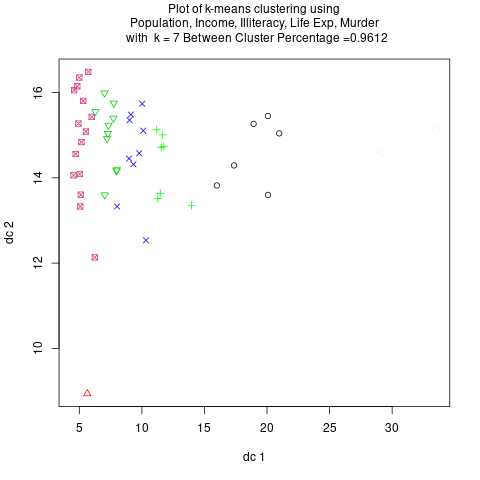 Plot of k-means clustering using
Population, Income, Illiteracy, Life Exp, Murder
with k = 7 Between Cluster Percentage =0.9612
16
14
12
10
dc 2
5 10 15 20 25 30
dc 1